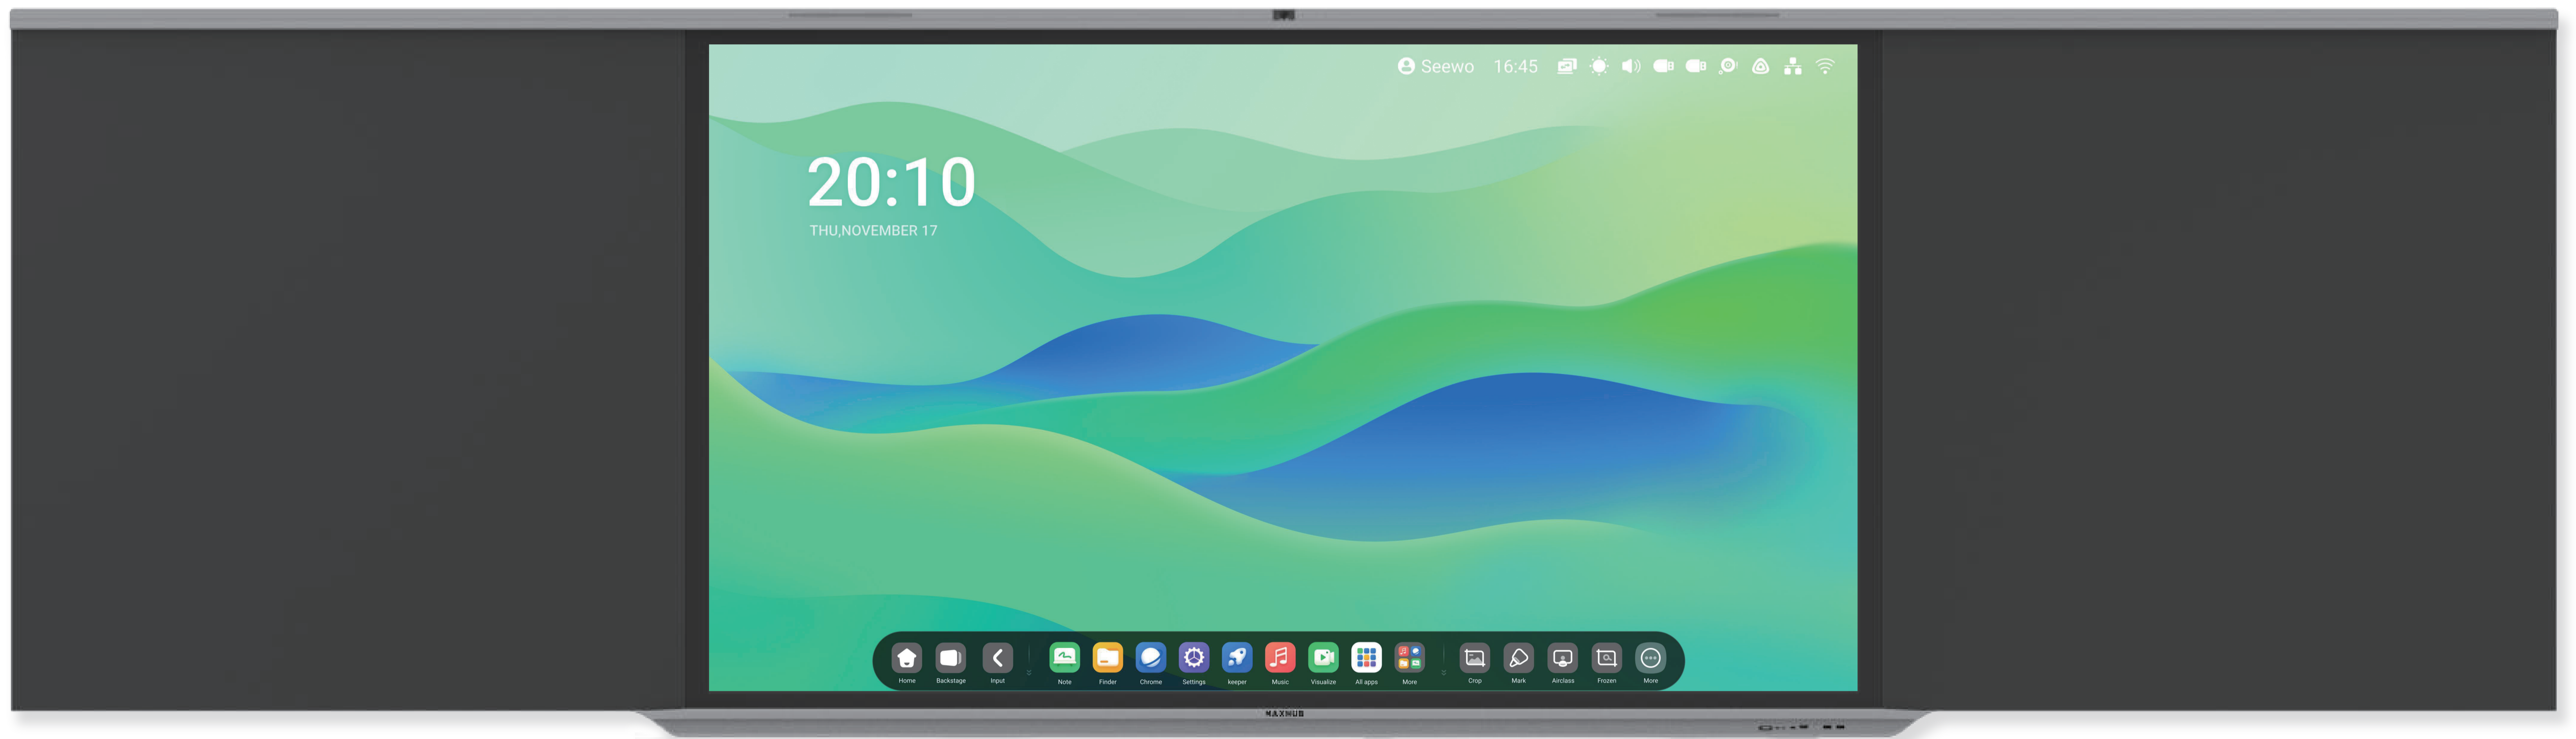 Seewo 16:45
20:10
THU,NOVEMBER 17
Home Backstage Input Note Finder Chrome Settings keeper Music Visualize All apps More Crop Mark Airclass Frozen More
MAXHUB